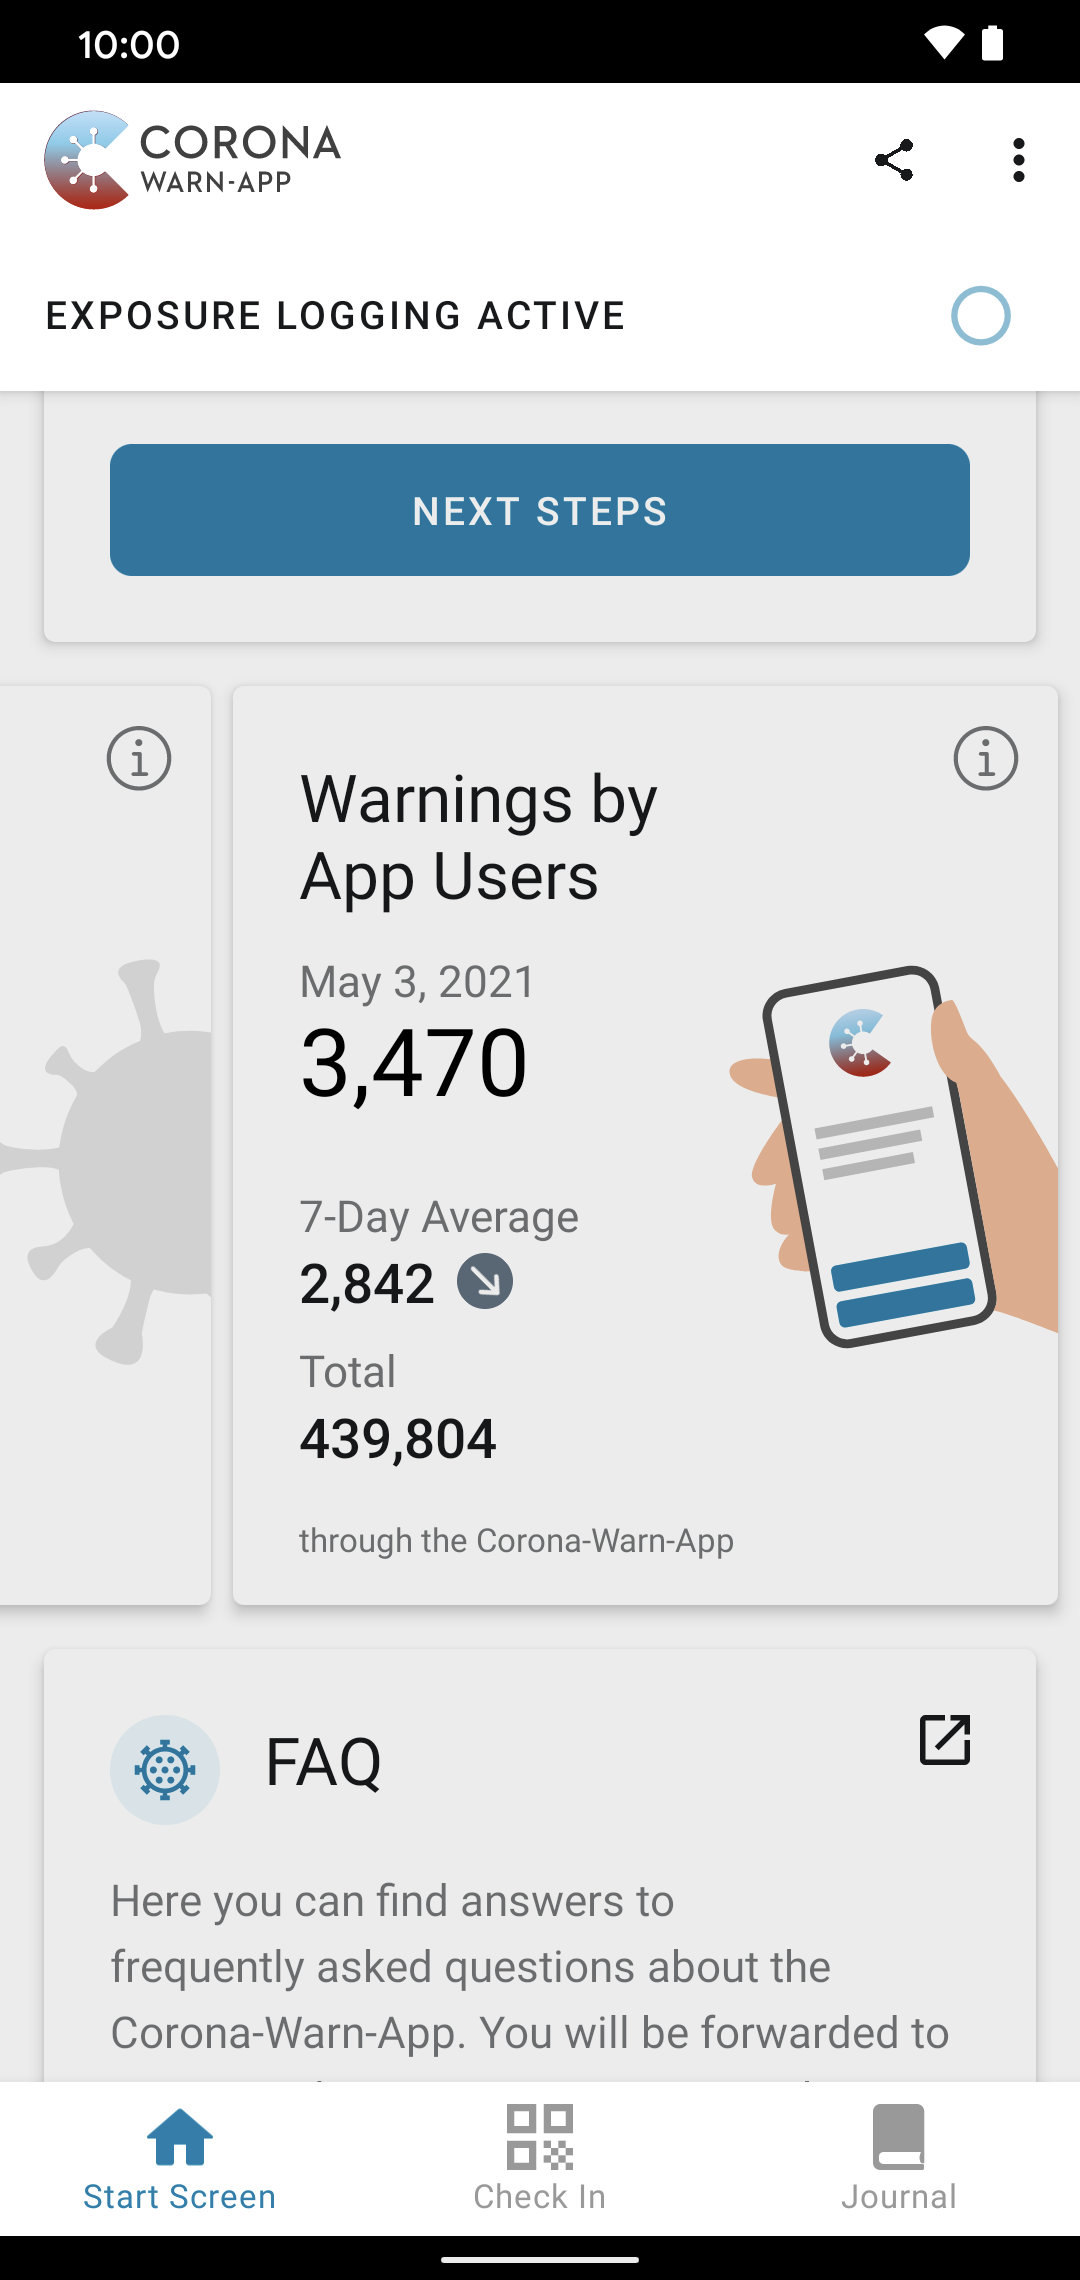 10:00
CORONA
WARN-APP
EXPOSURE LOGGING ACTIVE
NEXT STEPS
Warnings by
App Users
May 3, 2021
3,470
7-Day Average
2,842
Total
439,804
through the Corona-Warn-App
FAQ
Here you can find answers to
frequently asked questions about the
Corona-Warn-App. You will be forwarded to
Start Screen
Check In
Journal